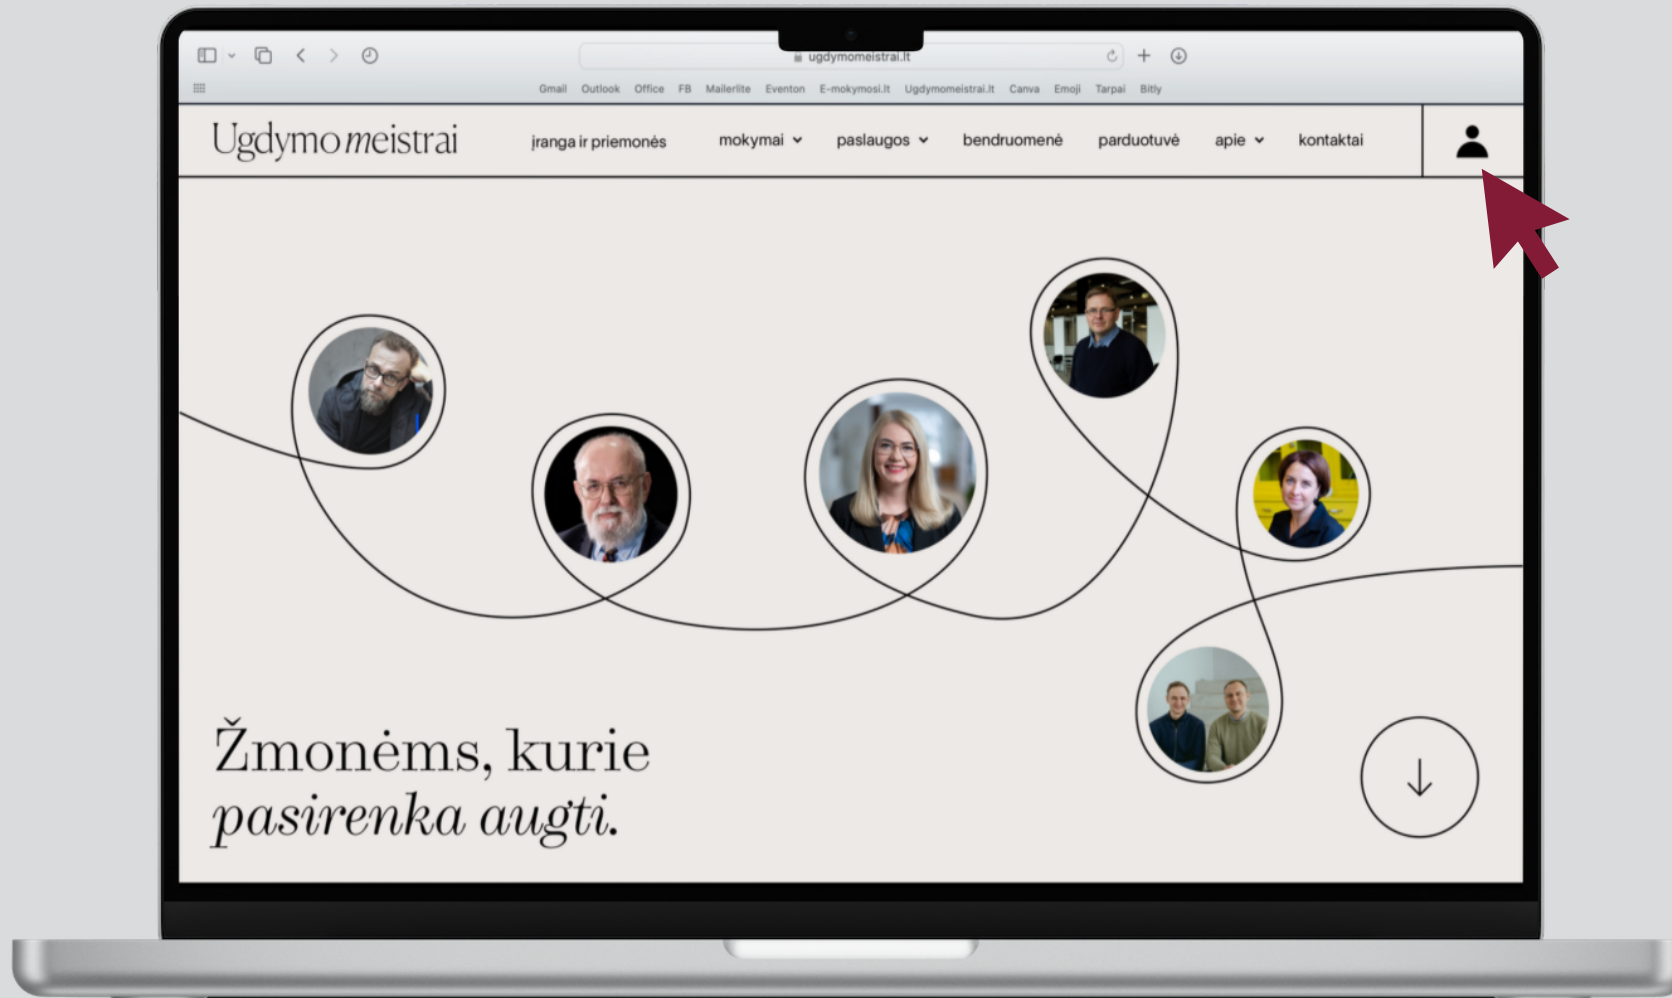 ugdymomeistrai.lt
Gmail Outlook Office FB Mailerlite Eventon E-mokymosi.lt Ugdymomeistrai.lt Canva Emoji Tarpai Bitly
Ugdymo meistrai įranga ir priemonės mokymai paslaugos bendruomenė parduotuvė apie kontaktai
Žmonėms, kurie
pasirenka augti.